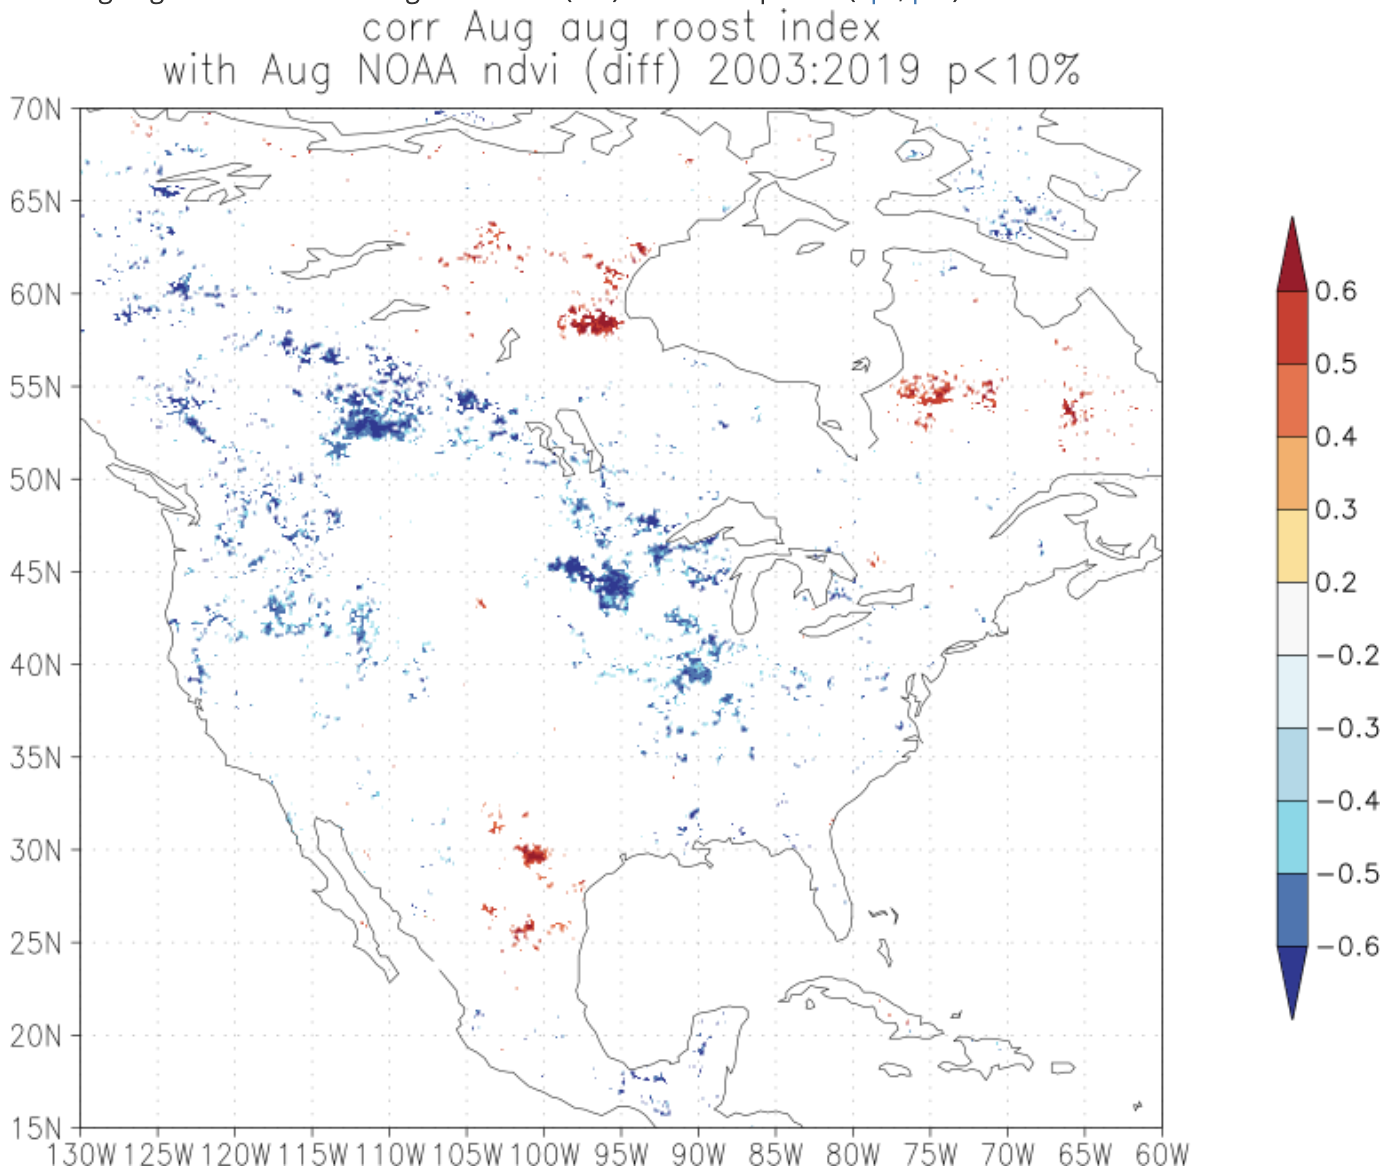 corr Aug aug roost index
with Aug NOAA ndvi (diff) 2003:2019 p<10%
70N
65N
60N
55N
50N
45N
40N
35N
30N
25N
20N
15N
130W 125W 120W 115W 110W 105W 100W 95W 90W 85W 80W 75W 70W 65W 60W
0.6
0.5
0.4
0.3
0.2
−0.2
−0.3
−0.4
−0.5
−0.6